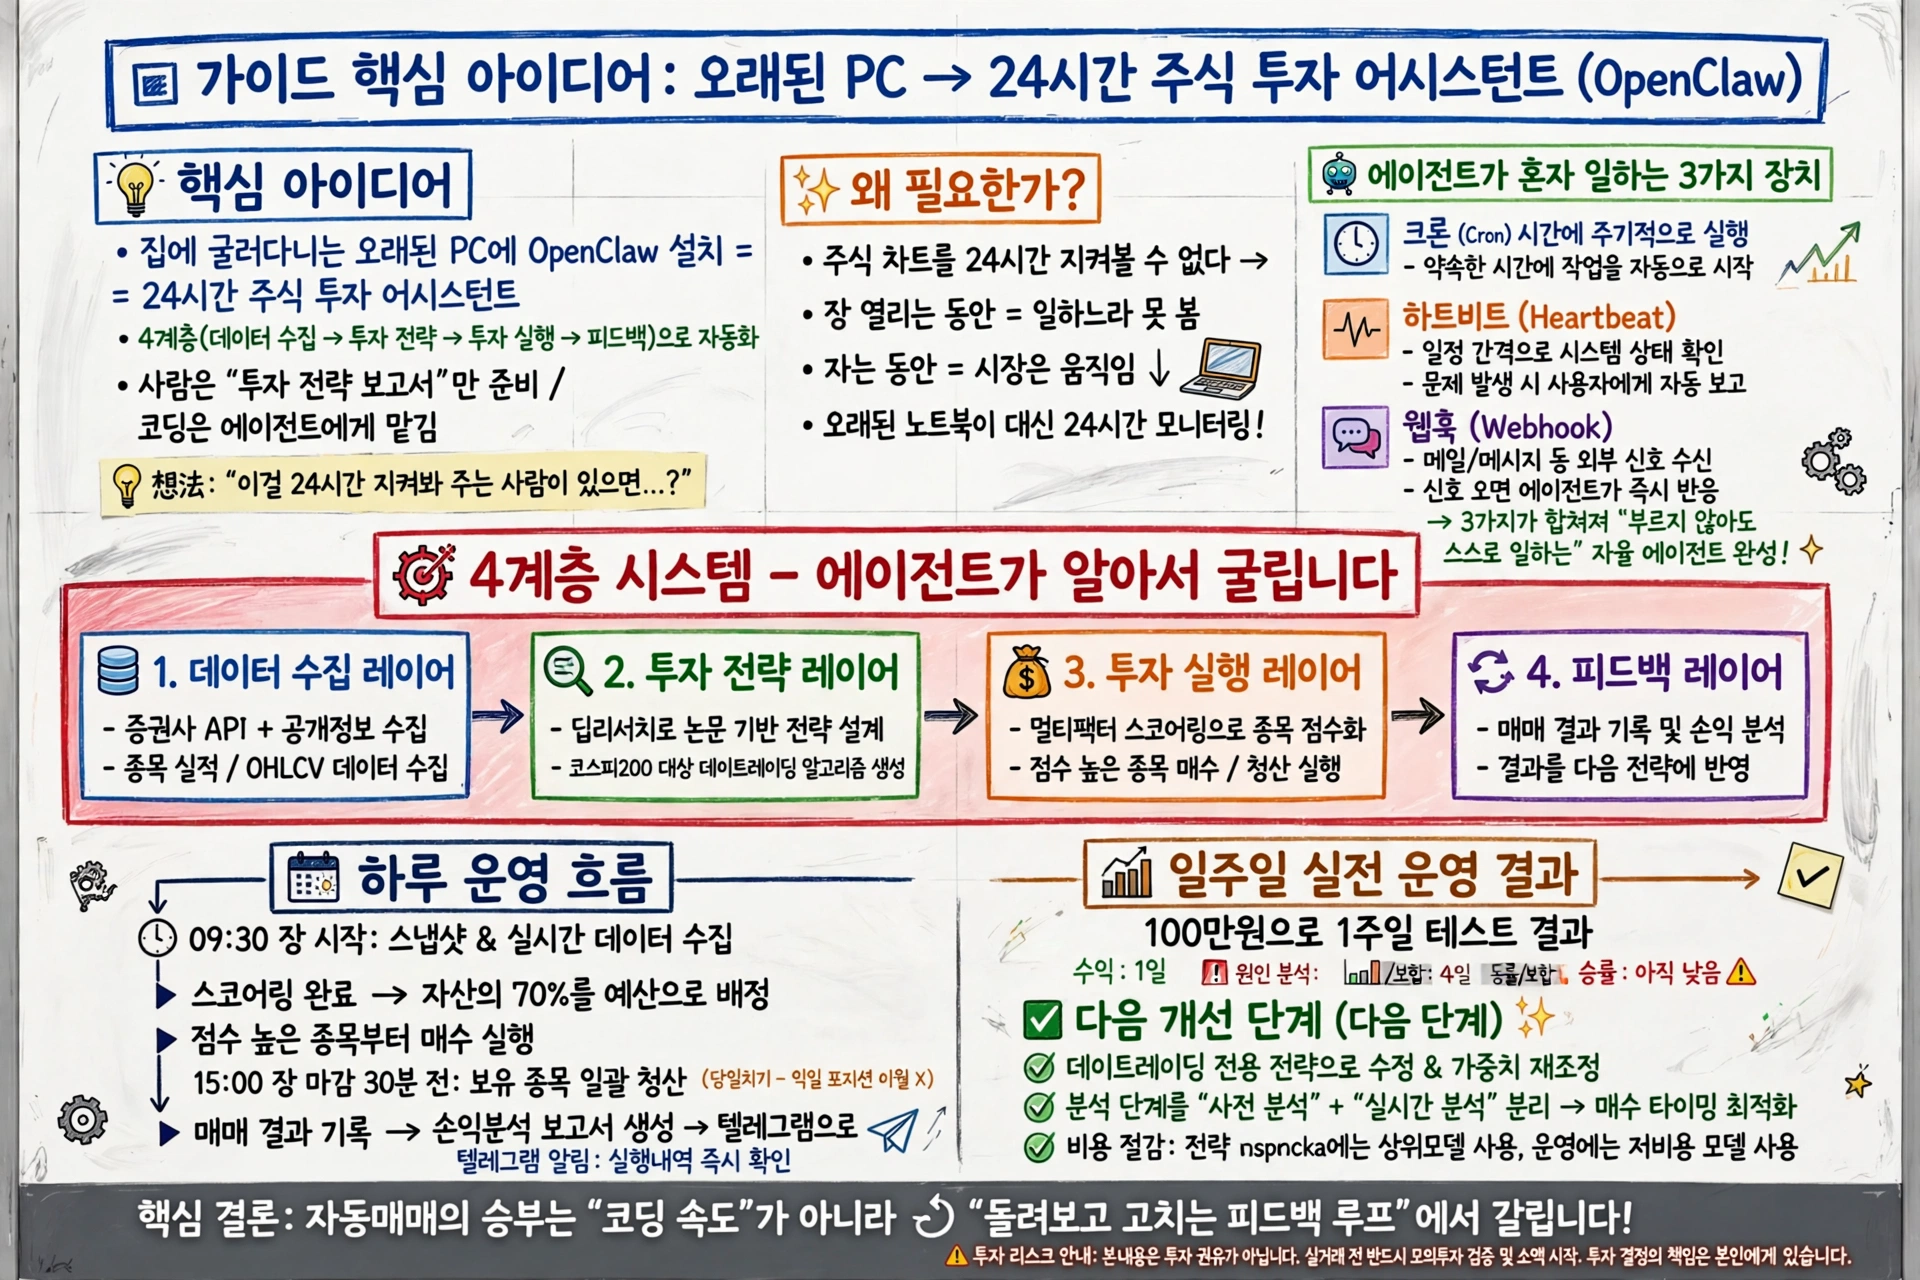 가이드 핵심 아이디어: 오래된 PC → 24시간 주식 투자 어시스턴트 (OpenClaw)
핵심 아이디어
• 집에 굴러다니는 오래된 PC에 OpenClaw 설치 =
= 24시간 주식 투자 어시스턴트
• 4계층(데이터 수집 → 투자 전략 → 투자 실행 → 피드백)으로 자동화
• 사람은 “투자 전략 보고서”만 준비 /
코딩은 에이전트에게 맡김
想法: “이걸 24시간 지켜봐 주는 사람이 있으면...?”
왜 필요한가?
• 주식 차트를 24시간 지켜볼 수 없다 →
• 장 열리는 동안 = 일하느라 못 봄
• 자는 동안 = 시장은 움직임 ↓
• 오래된 노트북이 대신 24시간 모니터링!
에이전트가 혼자 일하는 3가지 장치
크론 (Cron) 시간에 주기적으로 실행
- 약속한 시간에 작업을 자동으로 시작
하트비트 (Heartbeat)
- 일정 간격으로 시스템 상태 확인
- 문제 발생 시 사용자에게 자동 보고
웹훅 (Webhook)
- 메일/메시지 동 외부 신호 수신
- 신호 오면 에이전트가 즉시 반응
→ 3가지가 합쳐져 “부르지 않아도
스스로 일하는” 자율 에이전트 완성!
4계층 시스템 – 에이전트가 알아서 굴립니다
1. 데이터 수집 레이어
- 증권사 API + 공개정보 수집
- 종목 실적 / OHLCV 데이터 수집
2. 투자 전략 레이어
- 딥리서치로 논문 기반 전략 설계
- 코스피200 대상 데이트레이딩 알고리즘 생성
3. 투자 실행 레이어
- 멀티팩터 스코어링으로 종목 점수화
- 점수 높은 종목 매수 / 청산 실행
4. 피드백 레이어
- 매매 결과 기록 및 손익 분석
- 결과를 다음 전략에 반영
하루 운영 흐름
09:30 장 시작: 스냅샷 & 실시간 데이터 수집
스코어링 완료 → 자산의 70%를 예산으로 배정
점수 높은 종목부터 매수 실행
15:00 장 마감 30분 전: 보유 종목 일괄 청산 (당일치기 - 익일 포지션 이월 X)
매매 결과 기록 → 손익분석 보고서 생성 → 텔레그램으로
텔레그램 알림: 실행내역 즉시 확인
일주일 실전 운영 결과
100만원으로 1주일 테스트 결과
수익: 1일 원인 분석: /보합: 4일 동률/보합 승률: 아직 낮음
다음 개선 단계 (다음 단계)
데이트레이딩 전용 전략으로 수정 & 가중치 재조정
분석 단계를 “사전 분석” + “실시간 분석” 분리 → 매수 타이밍 최적화
비용 절감: 전략 nspncka에는 상위모델 사용, 운영에는 저비용 모델 사용
핵심 결론: 자동매매의 승부는 “코딩 속도”가 아니라 “돌려보고 고치는 피드백 루프”에서 갈립니다!
투자 리스크 안내: 본내용은 투자 권유가 아닙니다. 실거래 전 반드시 모의투자 검증 및 소액 시작. 투자 결정의 책임은 본인에게 있습니다.